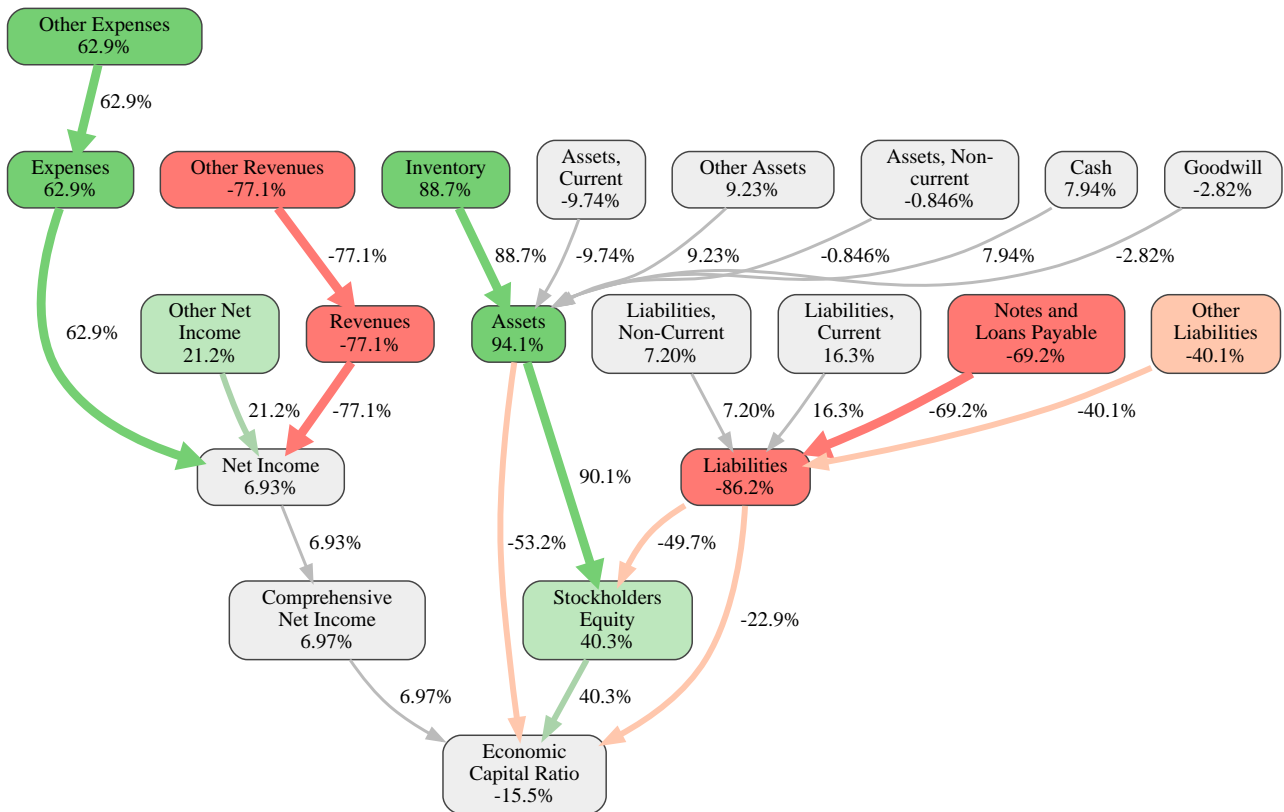 Other Expenses
62.9%
62.9%
Expenses
62.9%
Other Revenues
-77.1%
Inventory
88.7%
Assets,
Current
-9.74%
Other Assets
9.23%
Assets, Non-
current
-0.846%
Cash
7.94%
Goodwill
-2.82%
-77.1%
88.7%
-9.74%
9.23%
-0.846%
7.94%
-2.82%
62.9%
Other Net
Income
21.2%
Revenues
-77.1%
Assets
94.1%
Liabilities,
Non-Current
7.20%
Liabilities,
Current
16.3%
Notes and
Loans Payable
-69.2%
Other
Liabilities
-40.1%
21.2%
-77.1%
7.20%
16.3%
-69.2%
-40.1%
Net Income
6.93%
90.1%
Liabilities
-86.2%
6.93%
-53.2%
-49.7%
Comprehensive
Net Income
6.97%
Stockholders
Equity
40.3%
-22.9%
6.97%
40.3%
Economic
Capital Ratio
-15.5%